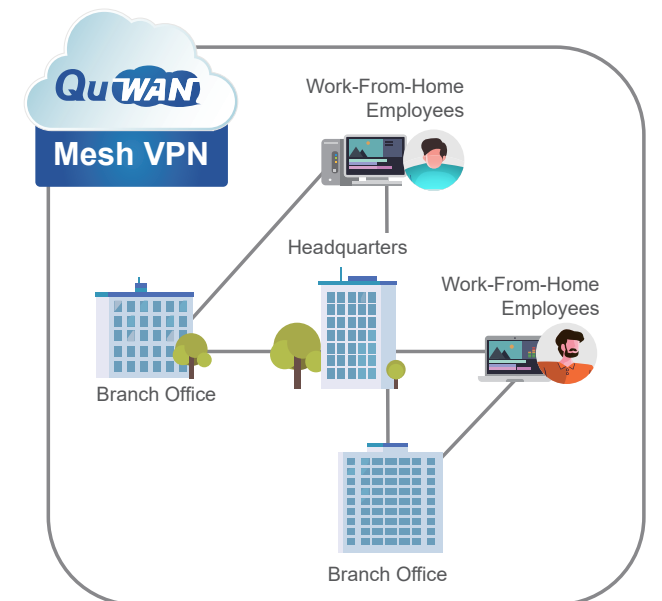 QuWAN
Mesh VPN
Work-From-Home
Employees
Headquarters
Work-From-Home
Employees
Branch Office
Branch Office